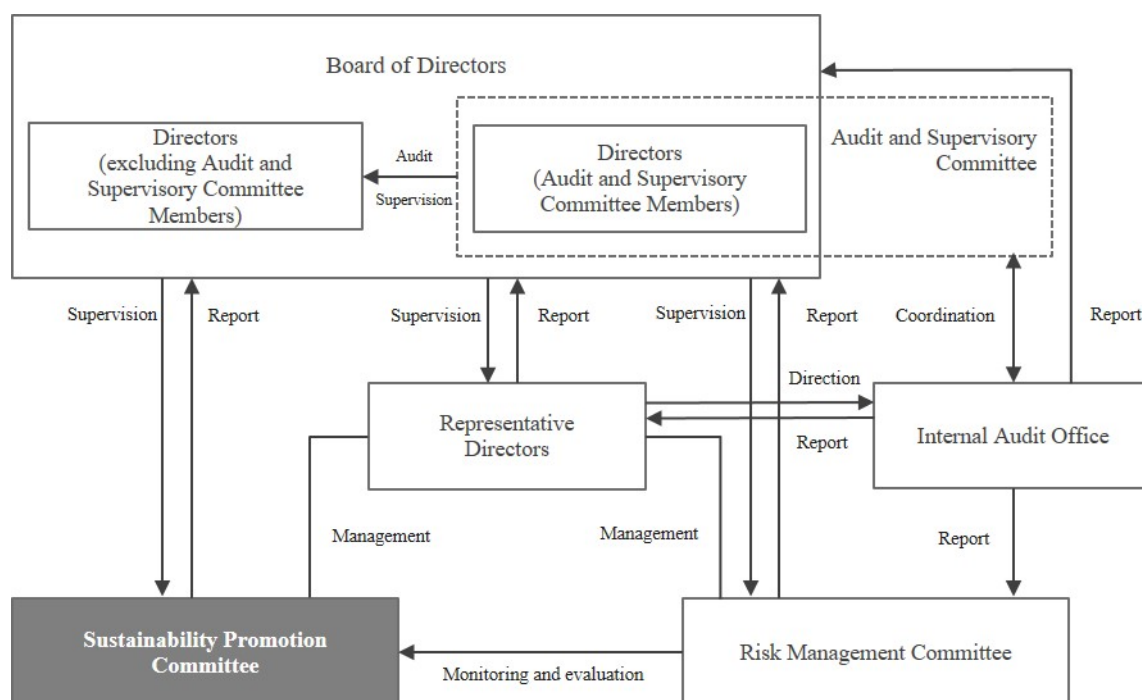 Board of Directors
Directors
(excluding Audit and
Supervisory Committee
Members)
Audit
Supervision
Directors
(Audit and Supervisory
Committee Members)
Audit and Supervisory
Committee
Supervision
Report
Supervision
Report
Supervision
Report
Coordination
Report
Representative
Directors
Direction
Report
Internal Audit Office
Management
Management
Report
Sustainability Promotion
Committee
Monitoring and evaluation
Risk Management Committee